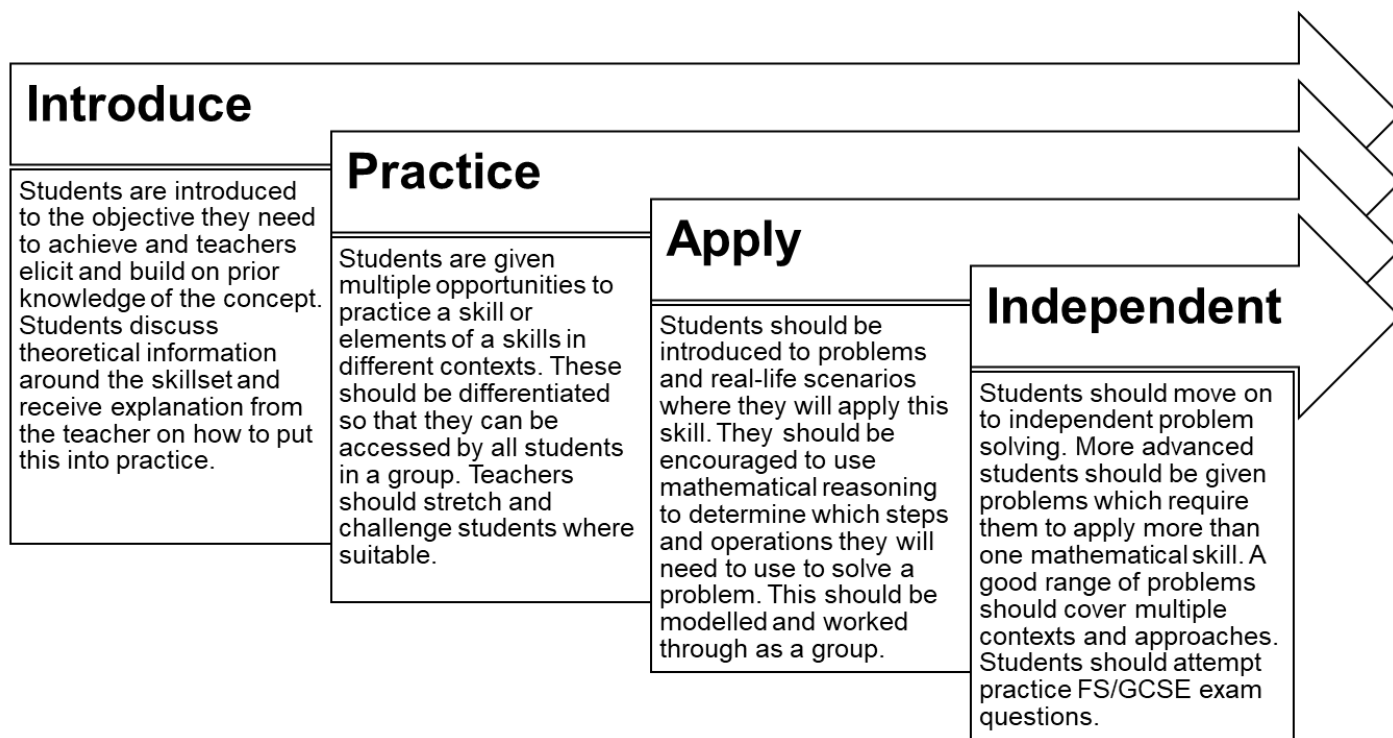 Introduce
Students are introduced
to the objective they need
to achieve and teachers
elicit and build on prior
knowledge of the concept.
Students discuss
theoretical information
around the skillset and
receive explanation from
the teacher on how to put
this into practice.
Practice
Students are given
multiple opportunities to
practice a skill or
elements of a skills in
different contexts. These
should be differentiated
so that they can be
accessed by all students
in a group. Teachers
should stretch and
challenge students where
suitable.
Apply
Students should be
introduced to problems
and real-life scenarios
where they will apply this
skill. They should be
encouraged to use
mathematical reasoning
to determine which steps
and operations they will
need to use to solve a
problem. This should be
modelled and worked
through as a group.
Independent
Students should move on
to independent problem
solving. More advanced
students should be given
problems which require
them to apply more than
one mathematical skill. A
good range of problems
should cover multiple
contexts and approaches.
Students should attempt
practice FS/GCSE exam
questions.